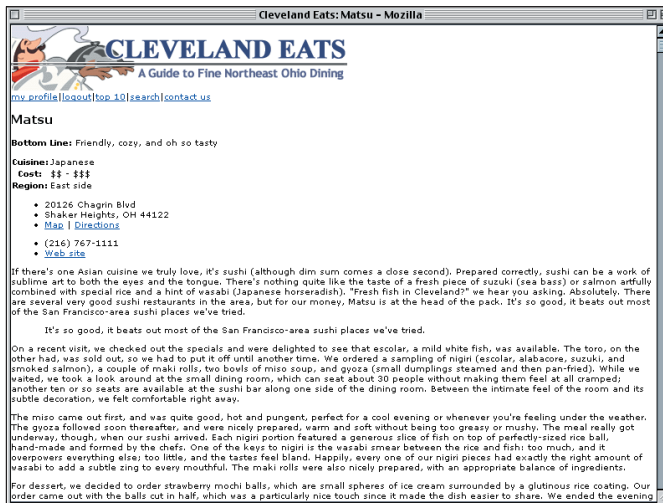 Cleveland Eats: Matsu – Mozilla
CLEVELAND EATS
A Guide to Fine Northeast Ohio Dining
my profile|logout|top 10|search|contact us
Matsu
Bottom Line: Friendly, cozy, and oh so tasty
Cuisine: Japanese
Cost: $$ - $$$
Region: East side
• 20126 Chagrin Blvd
• Shaker Heights, OH 44122
• Map | Directions
• (216) 767-1111
• Web site
If there's one Asian cuisine we truly love, it's sushi (although dim sum comes a close second). Prepared correctly, sushi can be a work of
sublime art to both the eyes and the tongue. There's nothing quite like the taste of a fresh piece of suzuki (sea bass) or salmon artfully
combined with special rice and a hint of wasabi (Japanese horseradish). "Fresh fish in Cleveland?" we hear you asking. Absolutely. There
are several very good sushi restaurants in the area, but for our money, Matsu is at the head of the pack. It's so good, it beats out most
of the San Francisco-area sushi places we've tried.
It's so good, it beats out most of the San Francisco-area sushi places we've tried.
On a recent visit, we checked out the specials and were delighted to see that escolar, a mild white fish, was available. The toro, on the
other had, was sold out, so we had to put it off until another time. We ordered a sampling of nigiri (escolar, alabacore, suzuki, and
smoked salmon), a couple of maki rolls, two bowls of miso soup, and gyoza (small dumplings steamed and then pan-fried). While we
waited, we took a look around at the small dining room, which can seat about 30 people without making them feel at all cramped;
another ten or so seats are available at the sushi bar along one side of the dining room. Between the intimate feel of the room and its
subtle decoration, we felt comfortable right away.
The miso came out first, and was quite good, hot and pungent, perfect for a cool evening or whenever you're feeling under the weather.
The gyoza followed soon thereafter, and were nicely prepared, warm and soft without being too greasy or mushy. The meal really got
underway, though, when our sushi arrived. Each nigiri portion featured a generous slice of fish on top of perfectly-sized rice ball,
hand-made and formed by the chefs. One of the keys to nigiri is the wasabi smear between the rice and fish: too much, and it
overpowers everything else; too little, and the tastes feel bland. Happily, every one of our nigiri pieces had exactly the right amount of
wasabi to add a subtle zing to every mouthful. The maki rolls were also nicely prepared, with an appropriate balance of ingredients.
For dessert, we decided to order strawberry mochi balls, which are small spheres of ice cream surrounded by a glutinous rice coating. Our
order came out with the balls cut in half, which was a particularly nice touch since it made the dish easier to share. We ended the evening